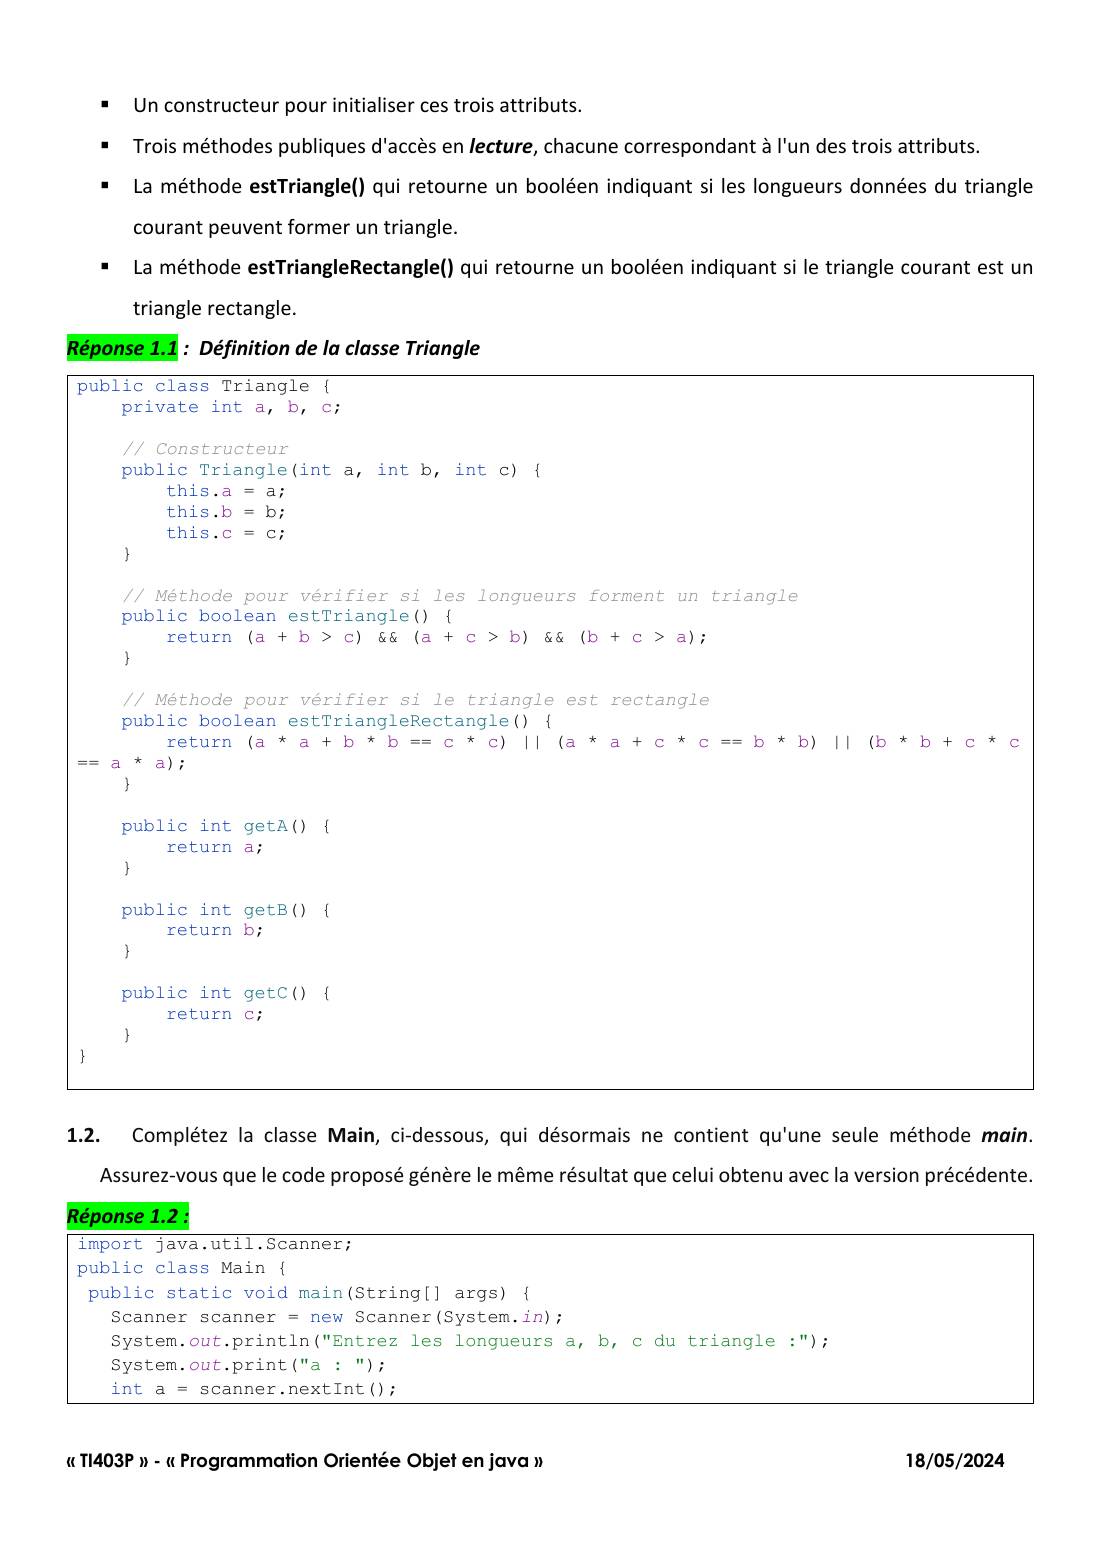 ▪ Un constructeur pour initialiser ces trois attributs.
▪ Trois méthodes publiques d'accès en lecture, chacune correspondant à l'un des trois attributs.
▪ La méthode estTriangle() qui retourne un booléen indiquant si les longueurs données du triangle
courant peuvent former un triangle.
▪ La méthode estTriangleRectangle() qui retourne un booléen indiquant si le triangle courant est un
triangle rectangle.
Réponse 1.1 : Définition de la classe Triangle
public class Triangle {
    private int a, b, c;

    // Constructeur
    public Triangle(int a, int b, int c) {
        this.a = a;
        this.b = b;
        this.c = c;
    }

    // Méthode pour vérifier si les longueurs forment un triangle
    public boolean estTriangle() {
        return (a + b > c) && (a + c > b) && (b + c > a);
    }

    // Méthode pour vérifier si le triangle est rectangle
    public boolean estTriangleRectangle() {
        return (a * a + b * b == c * c) || (a * a + c * c == b * b) || (b * b + c * c
== a * a);
    }

    public int getA() {
        return a;
    }

    public int getB() {
        return b;
    }

    public int getC() {
        return c;
    }
}
1.2. Complétez la classe Main, ci-dessous, qui désormais ne contient qu'une seule méthode main.
Assurez-vous que le code proposé génère le même résultat que celui obtenu avec la version précédente.
Réponse 1.2 :
import java.util.Scanner;
public class Main {
 public static void main(String[] args) {
   Scanner scanner = new Scanner(System.in);
   System.out.println("Entrez les longueurs a, b, c du triangle :");
   System.out.print("a : ");
   int a = scanner.nextInt();
« TI403P » - « Programmation Orientée Objet en java » 18/05/2024